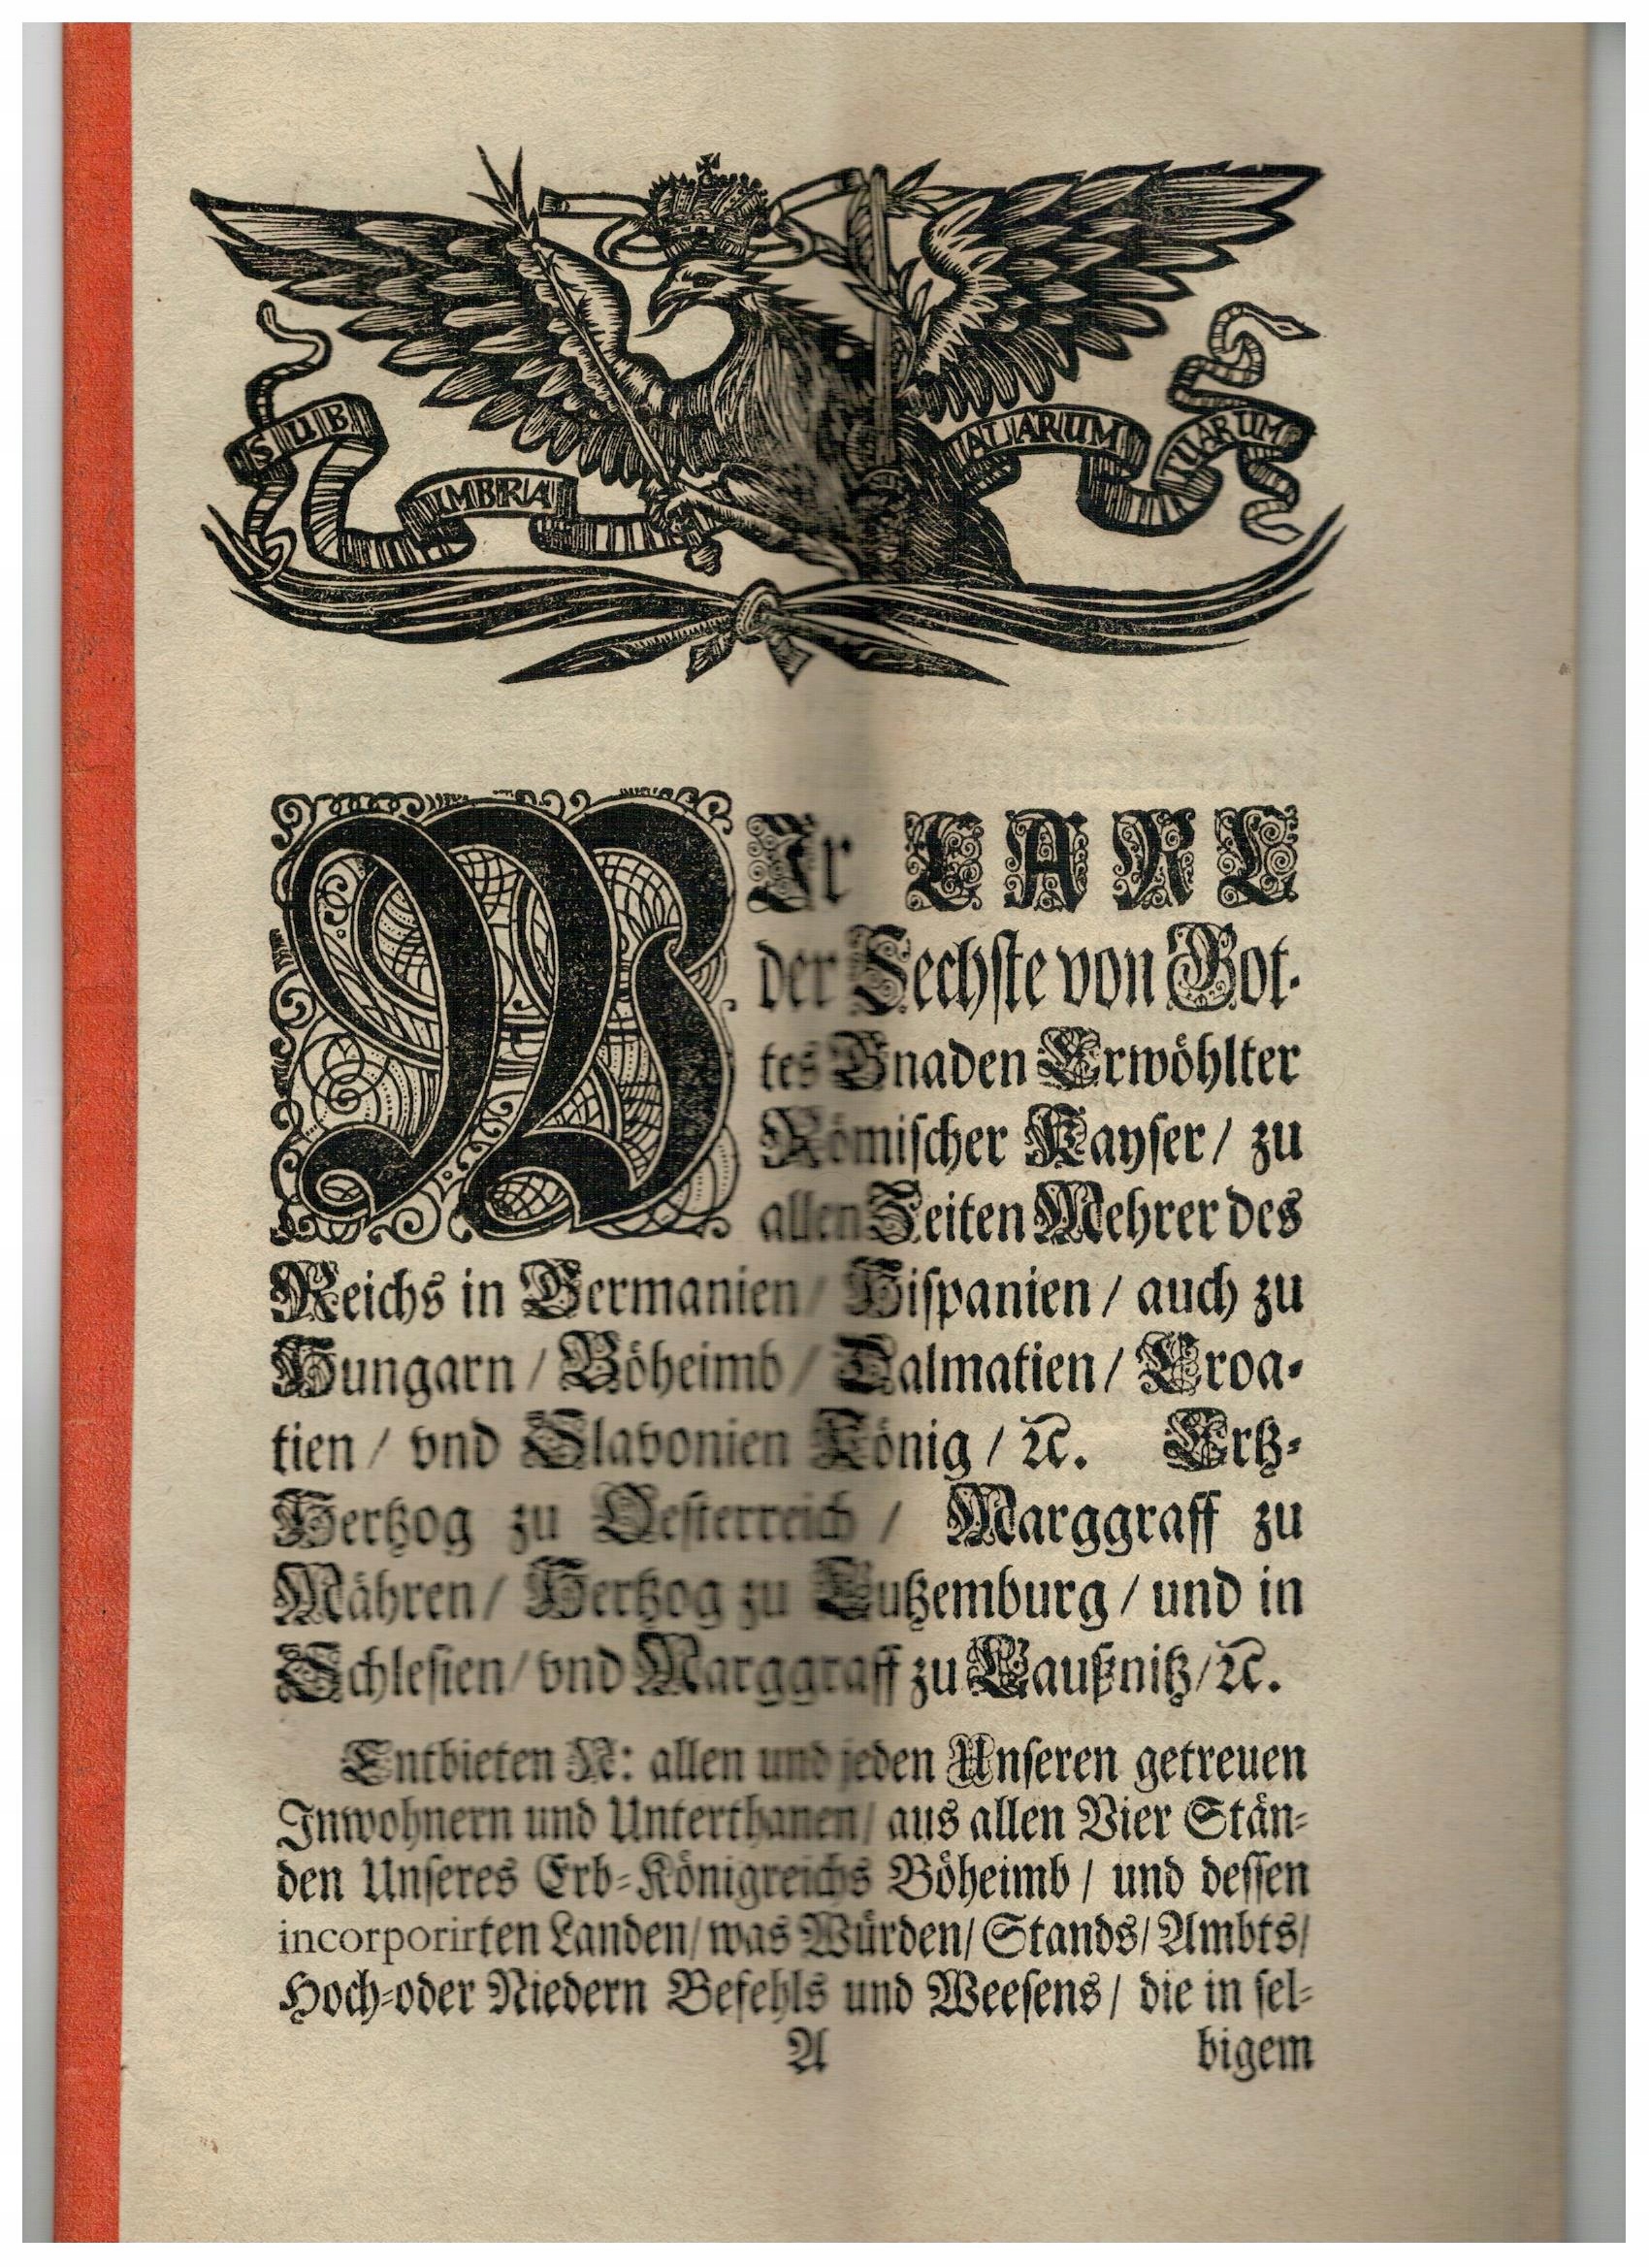 SUB
UMBRA
ALARUM
TUARUM
WIr CARL
der Sechste von Got-
tes Gnaden Erwöhlter
Römischer Kayser / zu
allen Zeiten Mehrer des
Reichs in Germanien / Hispanien / auch zu
Hungarn / Böheimb / Dalmatien / Croa-
tien / vnd Slavonien König / ꝛc. Ertz-
Hertzog zu Oesterreich / Marggraff zu
Mähren / Hertzog zu Lutzemburg / und in
Schlesien / vnd Marggraff zu Laußnitz / ꝛc.
Entbieten N: allen und jeden Unseren getreuen
Inwohnern und Unterthanen / aus allen Vier Stän-
den Unseres Erb-Königreichs Böheimb / und dessen
incorporirten Landen / was Würden / Stands / Ambts /
Hoch-oder Niedern Befehls und Weesens / die in sel-
A bigem